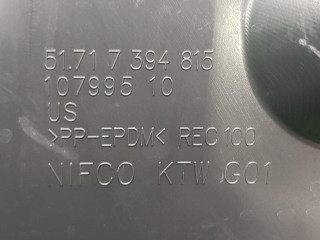 51.71 7 394 815
107995 10
US
>PP-EPDM< REC100
NIFCO KTW G01